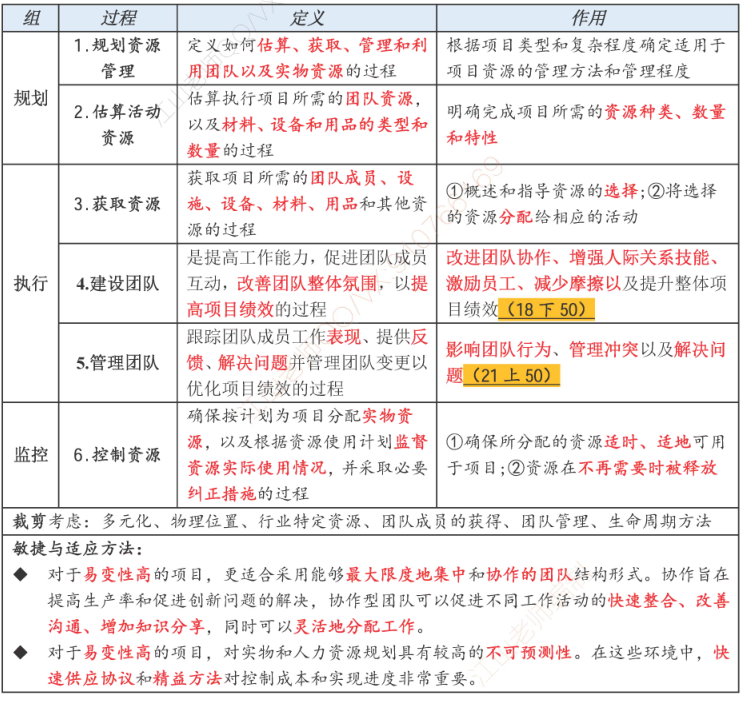 组 过程 定义 作用
规划
1.规划资源
管理
定义如何估算、获取、管理和利
用团队以及实物资源的过程
根据项目类型和复杂程度确定适用于
项目资源的管理方法和管理程度
2.估算活动
资源
估算执行项目所需的团队资源，
以及材料、设备和用品的类型和
数量的过程
明确完成项目所需的资源种类、数量
和特性
执行
3.获取资源
获取项目所需的团队成员、设
施、设备、材料、用品和其他资
源的过程
①概述和指导资源的选择;②将选择
的资源分配给相应的活动
4.建设团队
是提高工作能力，促进团队成员
互动，改善团队整体氛围，以提
高项目绩效的过程
改进团队协作、增强人际关系技能、
激励员工、减少摩擦以及提升整体项
目绩效（18 下 50）
5.管理团队
跟踪团队成员工作表现、提供反
馈、解决问题并管理团队变更以
优化项目绩效的过程
影响团队行为、管理冲突以及解决问
题（21 上 50）
监控
6.控制资源
确保按计划为项目分配实物资
源，以及根据资源使用计划监督
资源实际使用情况，并采取必要
纠正措施的过程
①确保所分配的资源适时、适地可用
于项目;②资源在不再需要时被释放
裁剪考虑：多元化、物理位置、行业特定资源、团队成员的获得、团队管理、生命周期方法
敏捷与适应方法：
◆ 对于易变性高的项目，更适合采用能够最大限度地集中和协作的团队结构形式。协作旨在
提高生产率和促进创新问题的解决，协作型团队可以促进不同工作活动的快速整合、改善
沟通、增加知识分享，同时可以灵活地分配工作。
◆ 对于易变性高的项目，对实物和人力资源规划具有较高的不可预测性。在这些环境中，快
速供应协议和精益方法对控制成本和实现进度非常重要。